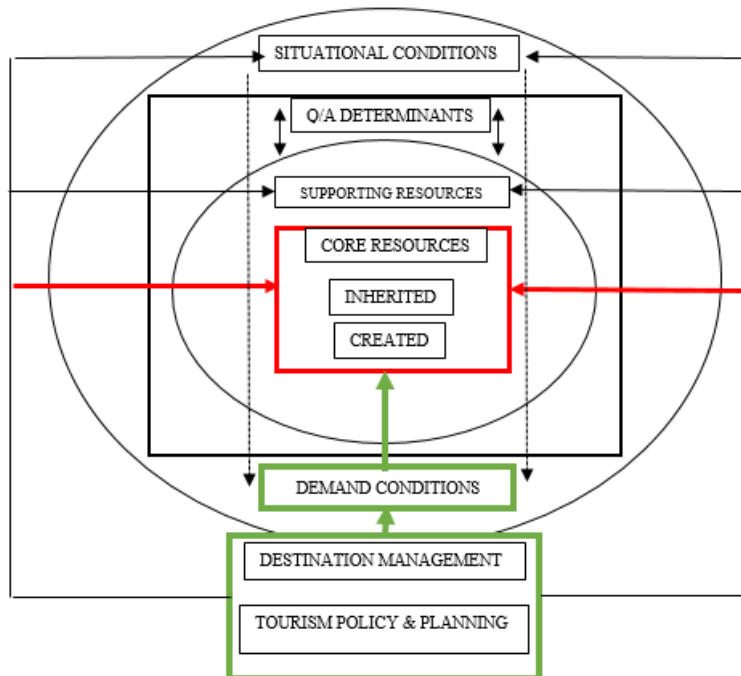 SITUATIONAL CONDITIONS
Q/A DETERMINANTS
SUPPORTING RESOURCES
CORE RESOURCES
INHERITED
CREATED
DEMAND CONDITIONS
DESTINATION MANAGEMENT
TOURISM POLICY & PLANNING